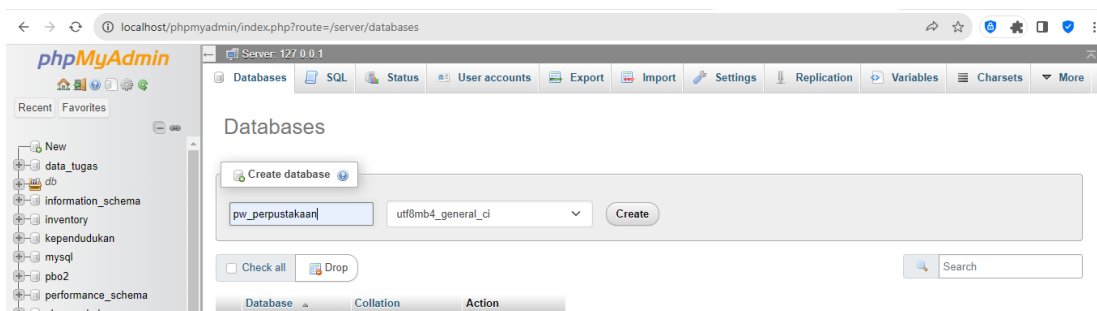 localhost/phpmyadmin/index.php?route=/server/databases
phpMyAdmin
Server: 127.0.0.1
Databases SQL Status User accounts Export Import Settings Replication Variables Charsets More
Recent Favorites
New
data_tugas
db
information_schema
inventory
kependudukan
mysql
pbo2
performance_schema
Databases
Create database
pw_perpustakaan utf8mb4_general_ci Create
Check all Drop Search
Database Collation Action